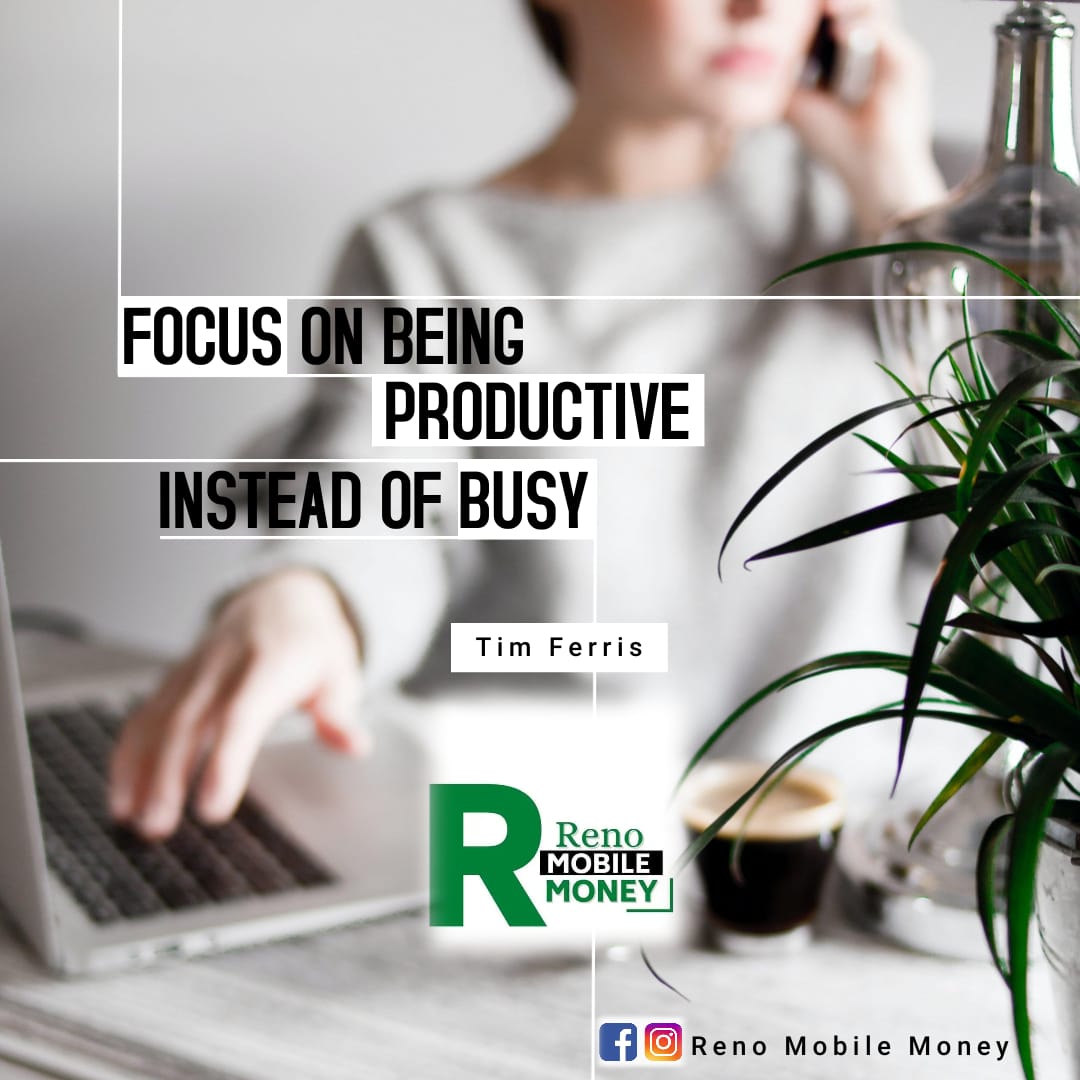 FOCUS ON BEING
PRODUCTIVE
INSTEAD OF BUSY
Tim Ferris
R
Reno
MOBILE
MONEY
Reno Mobile Money